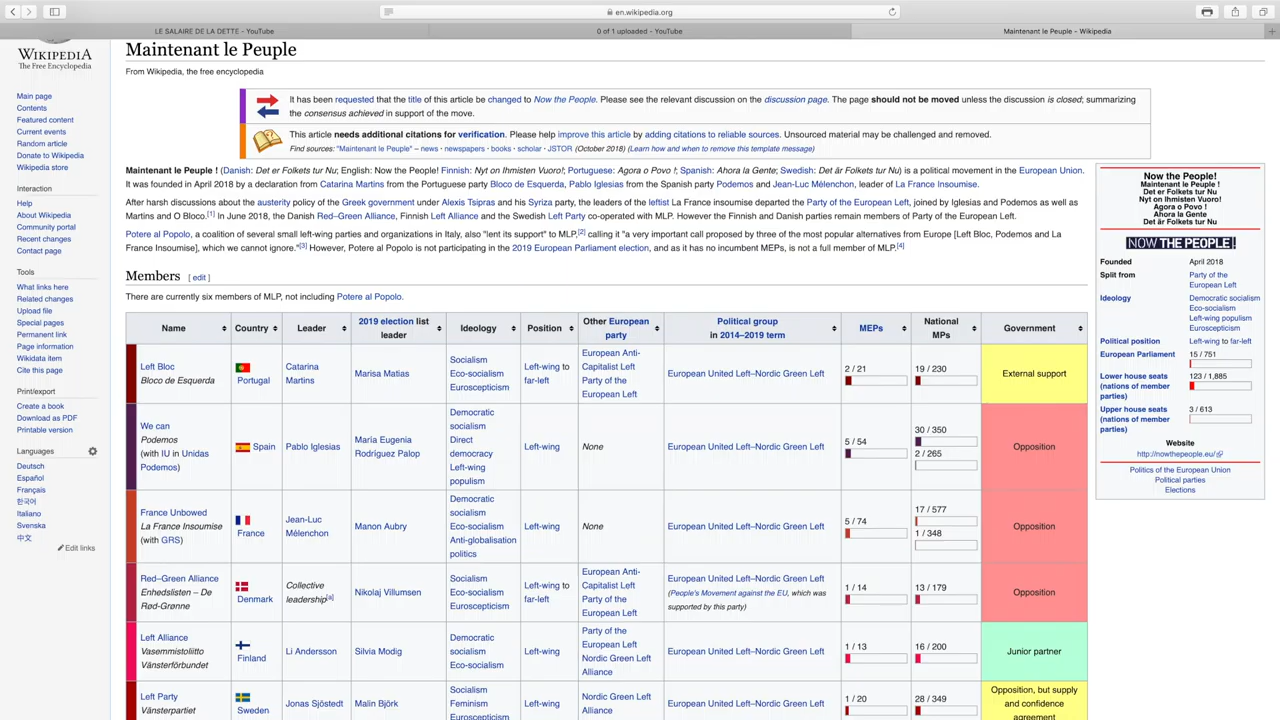 en.wikipedia.org
LE SALAIRE DE LA DETTE - YouTube
0 of 1 uploaded - YouTube
Maintenant le Peuple - Wikipedia
WIKIPEDIA
The Free Encyclopedia
Main page
Contents
Featured content
Current events
Random article
Donate to Wikipedia
Wikipedia store
Interaction
Help
About Wikipedia
Community portal
Recent changes
Contact page
Tools
What links here
Related changes
Upload file
Special pages
Permanent link
Page information
Wikidata item
Cite this page
Print/export
Create a book
Download as PDF
Printable version
Languages
Deutsch
Español
Français
한국어
Italiano
Svenska
中文
Edit links
Maintenant le Peuple
From Wikipedia, the free encyclopedia
It has been requested that the title of this article be changed to Now the People. Please see the relevant discussion on the discussion page. The page should not be moved unless the discussion is closed; summarizing
the consensus achieved in support of the move.
This article needs additional citations for verification. Please help improve this article by adding citations to reliable sources. Unsourced material may be challenged and removed.
Find sources: "Maintenant le Peuple" – news · newspapers · books · scholar · JSTOR (October 2018) (Learn how and when to remove this template message)
Maintenant le Peuple ! (Danish: Det er Folkets tur Nu, English: Now the People! Finnish: Nyt on Ihmisten Vuoro!, Portuguese: Agora o Povo !, Spanish: Ahora la Gente; Swedish: Det är Folkets tur Nu) is a political movement in the European Union.
It was founded in April 2018 by a declaration from Catarina Martins from the Portuguese party Bloco de Esquerda, Pablo Iglesias from the Spanish party Podemos and Jean-Luc Mélenchon, leader of La France Insoumise.
After harsh discussions about the austerity policy of the Greek government under Alexis Tsipras and his Syriza party, the leaders of the leftist La France insoumise departed the Party of the European Left, joined by Iglesias and Podemos as well as
Martins and O Bloco.[1] In June 2018, the Danish Red–Green Alliance, Finnish Left Alliance and the Swedish Left Party co-operated with MLP. However the Finnish and Danish parties remain members of Party of the European Left.
Potere al Popolo, a coalition of several small left-wing parties and organizations in Italy, also "lent its support" to MLP,[2] calling it "a very important call proposed by three of the most popular alternatives from Europe [Left Bloc, Podemos and La
France Insoumise], which we cannot ignore."[3] However, Potere al Popolo is not participating in the 2019 European Parliament election, and as it has no incumbent MEPs, is not a full member of MLP.[4]
Members [ edit ]
There are currently six members of MLP, not including Potere al Popolo.
Name Country Leader 2019 election list leader Ideology Position Other European party Political group in 2014–2019 term MEPs National MPs Government
Left Bloc
Bloco de Esquerda
Portugal
Catarina
Martins
Marisa Matias
Socialism
Eco-socialism
Euroscepticism
Left-wing to
far-left
European Anti-
Capitalist Left
Party of the
European Left
European United Left–Nordic Green Left
2 / 21
19 / 230
External support
We can
Podemos
(with IU in Unidas
Podemos)
Spain
Pablo Iglesias
Maria Eugenia
Rodríguez Palop
Democratic
socialism
Direct
democracy
Left-wing
populism
Left-wing
None
European United Left–Nordic Green Left
5 / 54
30 / 350
2 / 265
Opposition
France Unbowed
La France Insoumise
(with GRS)
France
Jean-Luc
Mélenchon
Manon Aubry
Democratic
socialism
Eco-socialism
Anti-globalisation
politics
Left-wing
None
European United Left–Nordic Green Left
5 / 74
17 / 577
1 / 348
Opposition
Red–Green Alliance
Enhedslisten – De
Rød-Grønne
Denmark
Collective
leadership[a]
Nikolaj Villumsen
Socialism
Eco-socialism
Euroscepticism
Left-wing to
far-left
European Anti-
Capitalist Left
Party of the
European Left
European United Left–Nordic Green Left
(People's Movement against the EU, which was
supported by this party)
1 / 14
13 / 179
Opposition
Left Alliance
Vasemmistoliitto
Vänsterförbundet
Finland
Li Andersson
Silvia Modig
Democratic
socialism
Eco-socialism
Left-wing
Party of the
European Left
Nordic Green Left
Alliance
European United Left–Nordic Green Left
1 / 13
16 / 200
Junior partner
Left Party
Vänsterpartiet
Sweden
Jonas Sjöstedt
Malin Björk
Socialism
Feminism
Euroscepticism
Left-wing
Nordic Green Left
Alliance
European United Left–Nordic Green Left
1 / 20
28 / 349
Opposition, but supply
and confidence
agreement
Now the People!
Maintenant le Peuple !
Det er Folkets tur Nu
Nyt on Ihmisten Vuoro!
Agora o Povo !
Ahora la Gente
Det är Folkets tur Nu
NOW THE PEOPLE!
Founded April 2018
Split from Party of the
European Left
Ideology Democratic socialism
Eco-socialism
Left-wing populism
Euroscepticism
Political position Left-wing to far-left
European Parliament 15 / 751
Lower house seats 123 / 1,885
(nations of member
parties)
Upper house seats 3 / 613
(nations of member
parties)
Website
http://nowthepeople.eu/
Politics of the European Union
Political parties
Elections